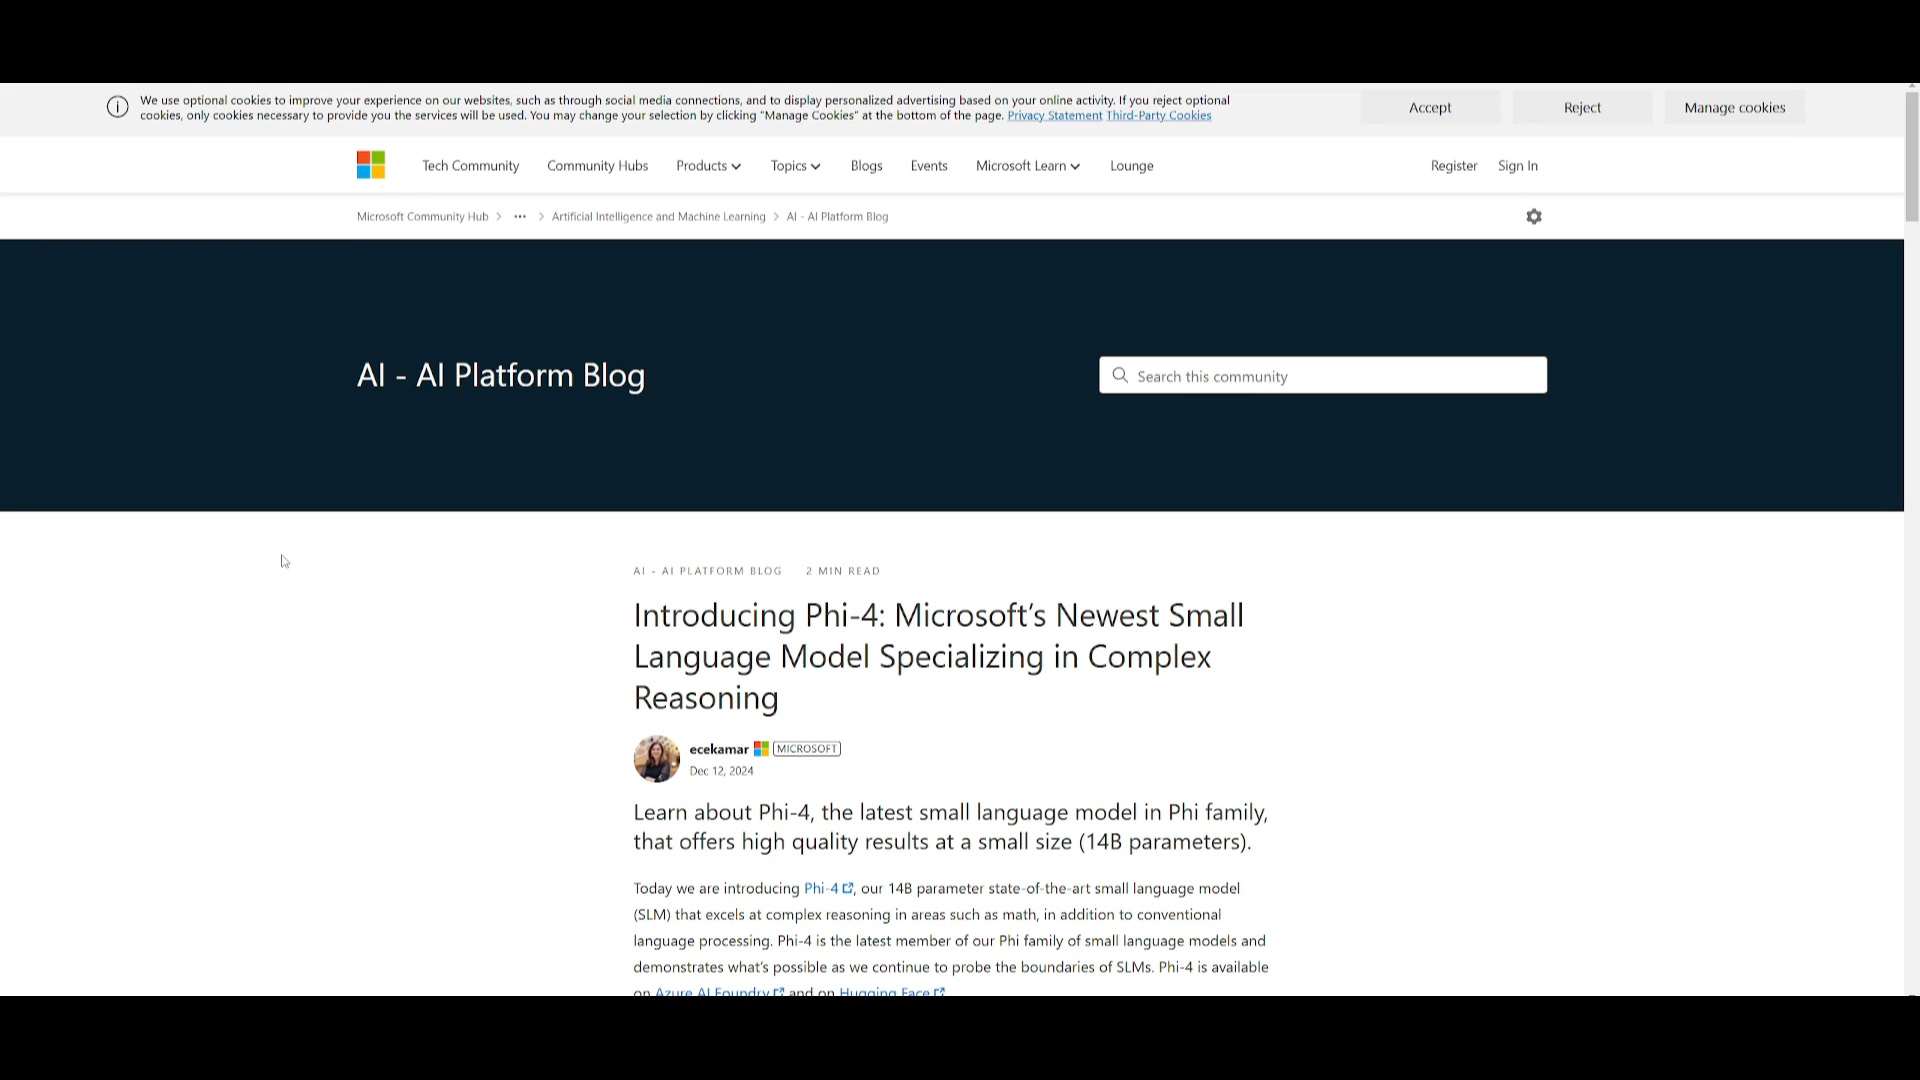 We use optional cookies to improve your experience on our websites, such as through social media connections, and to display personalized advertising based on your online activity. If you reject optional
cookies, only cookies necessary to provide you the services will be used. You may change your selection by clicking "Manage Cookies" at the bottom of the page. Privacy Statement Third-Party Cookies
Accept
Reject
Manage cookies
Tech Community Community Hubs Products Topics Blogs Events Microsoft Learn Lounge Register Sign In
Microsoft Community Hub > ••• > Artificial Intelligence and Machine Learning > AI - AI Platform Blog
AI - AI Platform Blog
Search this community
AI - AI PLATFORM BLOG 2 MIN READ
Introducing Phi-4: Microsoft’s Newest Small
Language Model Specializing in Complex
Reasoning
ecekamar MICROSOFT
Dec 12, 2024
Learn about Phi-4, the latest small language model in Phi family,
that offers high quality results at a small size (14B parameters).
Today we are introducing Phi-4, our 14B parameter state-of-the-art small language model
(SLM) that excels at complex reasoning in areas such as math, in addition to conventional
language processing. Phi-4 is the latest member of our Phi family of small language models and
demonstrates what’s possible as we continue to probe the boundaries of SLMs. Phi-4 is available
on Azure AI Foundry and on Hugging Face